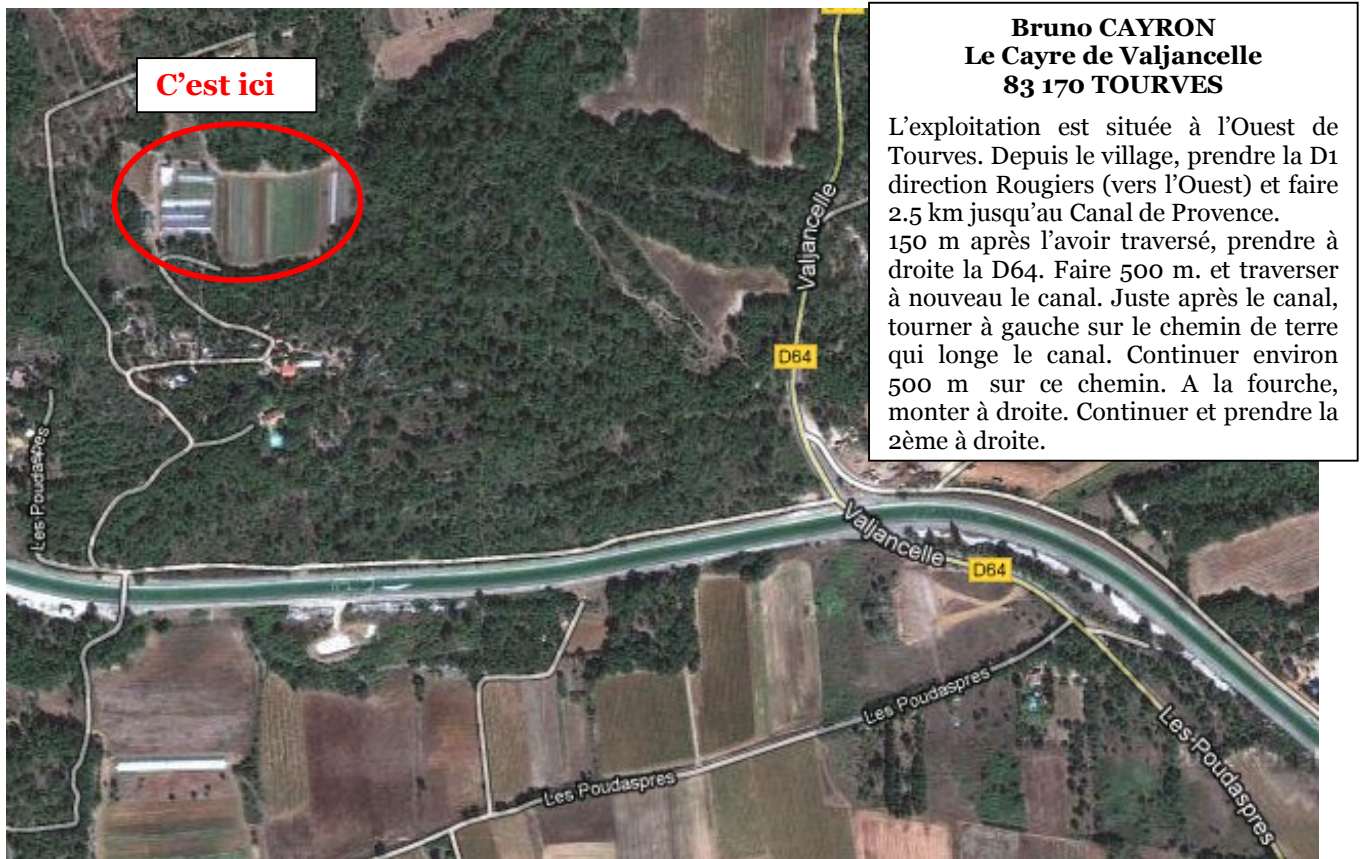 Bruno CAYRON
Le Cayre de Valjancelle
83 170 TOURVES
L'exploitation est située à l'Ouest de
Tourves. Depuis le village, prendre la D1
direction Rougiers (vers l'Ouest) et faire
2.5 km jusqu'au Canal de Provence.
150 m après l'avoir traversé, prendre à
droite la D64. Faire 500 m. et traverser
à nouveau le canal. Juste après le canal,
tourner à gauche sur le chemin de terre
qui longe le canal. Continuer environ
500 m sur ce chemin. A la fourche,
monter à droite. Continuer et prendre la
2ème à droite.
C'est ici
Valjancelle
D64
Les Poudaspres
Valjancelle
D64
Les Poudaspres
Les Poudaspres
Les Poudaspres